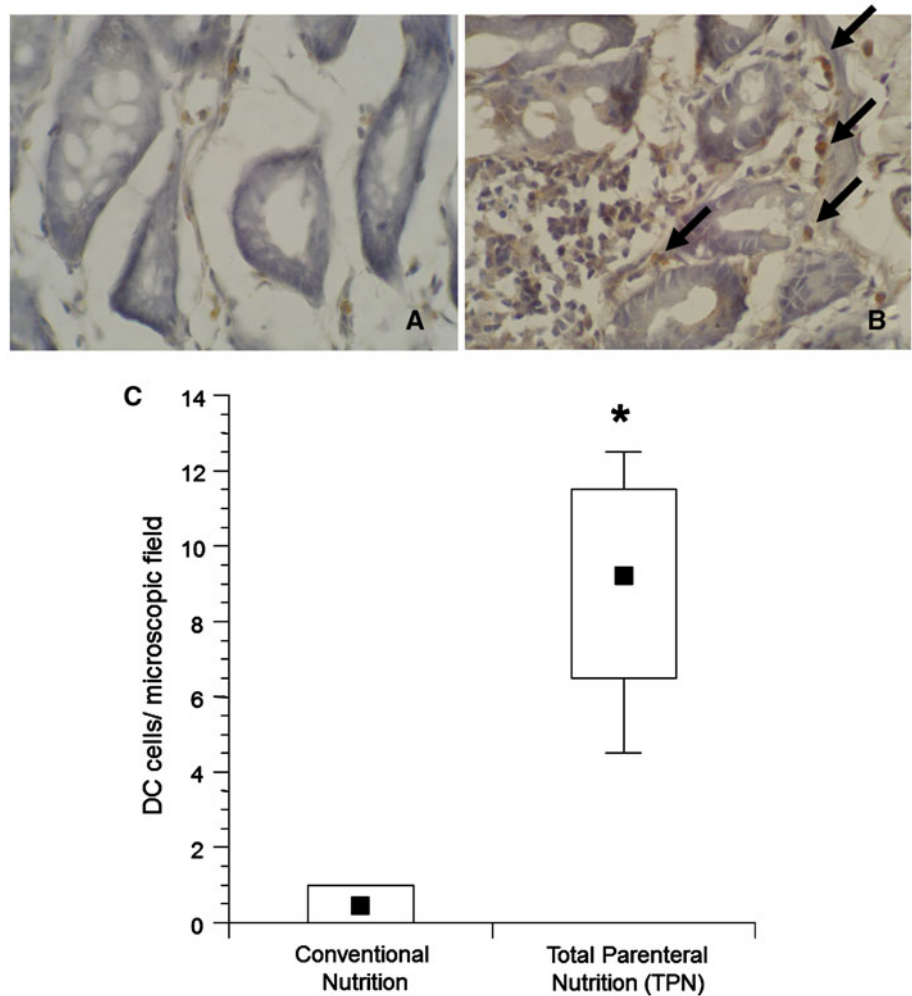 A
B
C
14
12
10
8
6
4
2
0
DC cells/ microscopic field
*
Conventional
Nutrition
Total Parenteral
Nutrition (TPN)